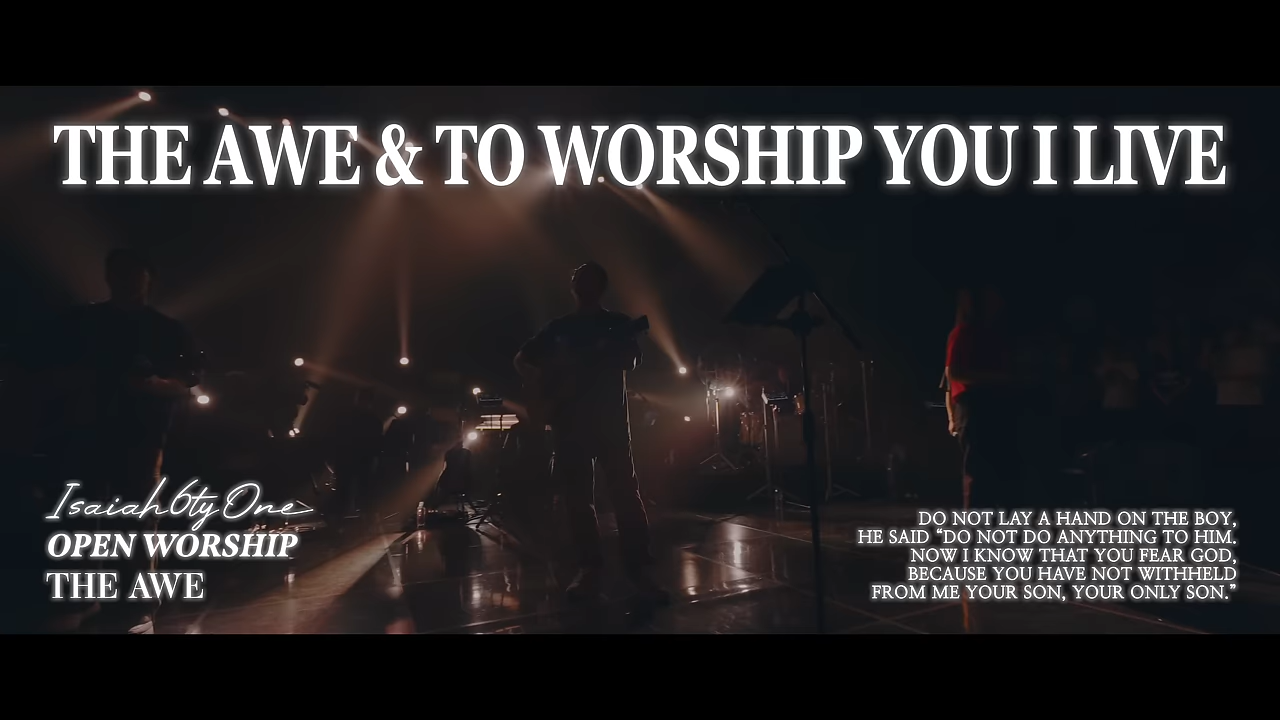 THE AWE & TO WORSHIP YOU I LIVE
Isaiah6tyOne
OPEN WORSHIP
THE AWE
DO NOT LAY A HAND ON THE BOY,
HE SAID “DO NOT DO ANYTHING TO HIM.
NOW I KNOW THAT YOU FEAR GOD,
BECAUSE YOU HAVE NOT WITHHELD
FROM ME YOUR SON, YOUR ONLY SON.”